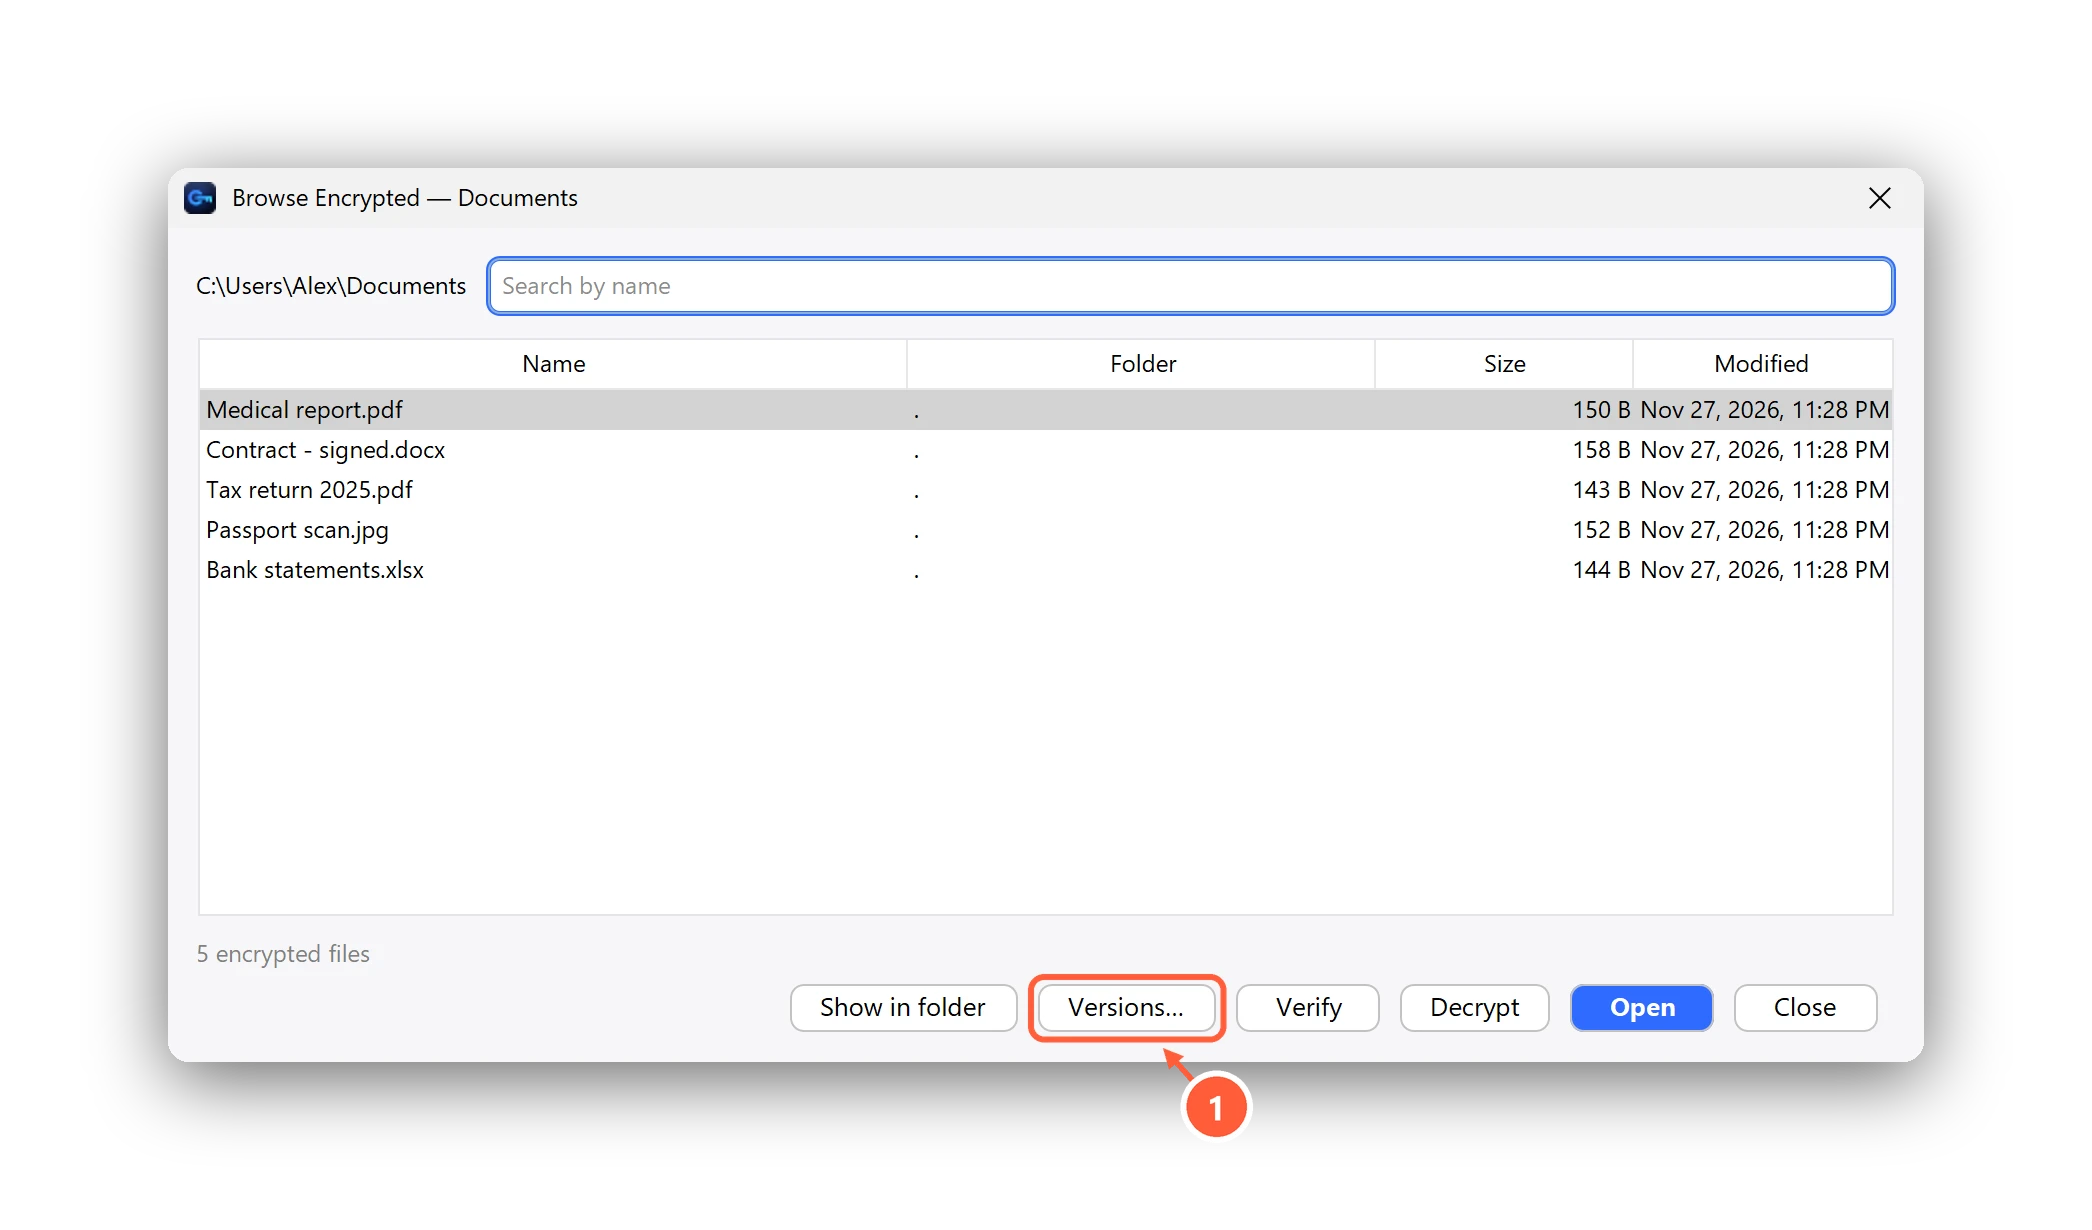 Browse Encrypted — Documents
C:\Users\Alex\Documents Search by name
Name Folder Size Modified
Medical report.pdf . 150 B Nov 27, 2026, 11:28 PM
Contract - signed.docx . 158 B Nov 27, 2026, 11:28 PM
Tax return 2025.pdf . 143 B Nov 27, 2026, 11:28 PM
Passport scan.jpg . 152 B Nov 27, 2026, 11:28 PM
Bank statements.xlsx . 144 B Nov 27, 2026, 11:28 PM
5 encrypted files
Show in folder Versions... Verify Decrypt Open Close
1